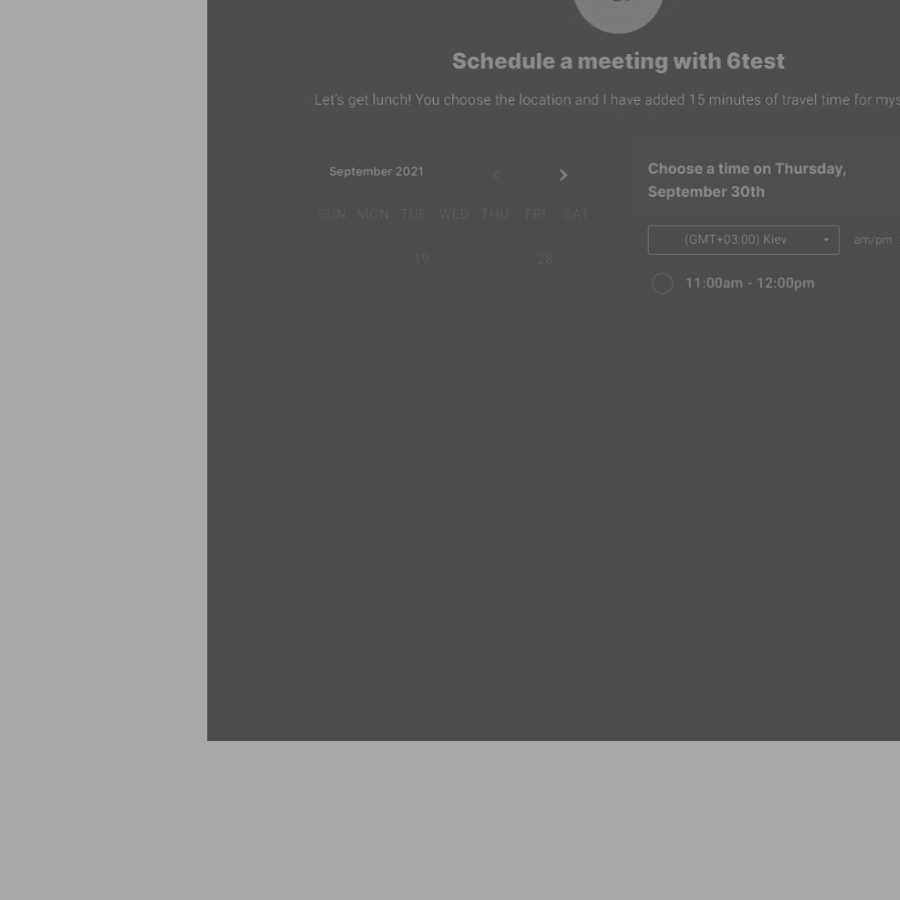 Schedule a meeting with 6test
Let's get lunch! You choose the location and I have added 15 minutes of travel time for mys
September 2021
SUN MON TUE WED THU FRI SAT
19 28
Choose a time on Thursday,
September 30th
(GMT+03:00) Kiev am/pm
11:00am - 12:00pm